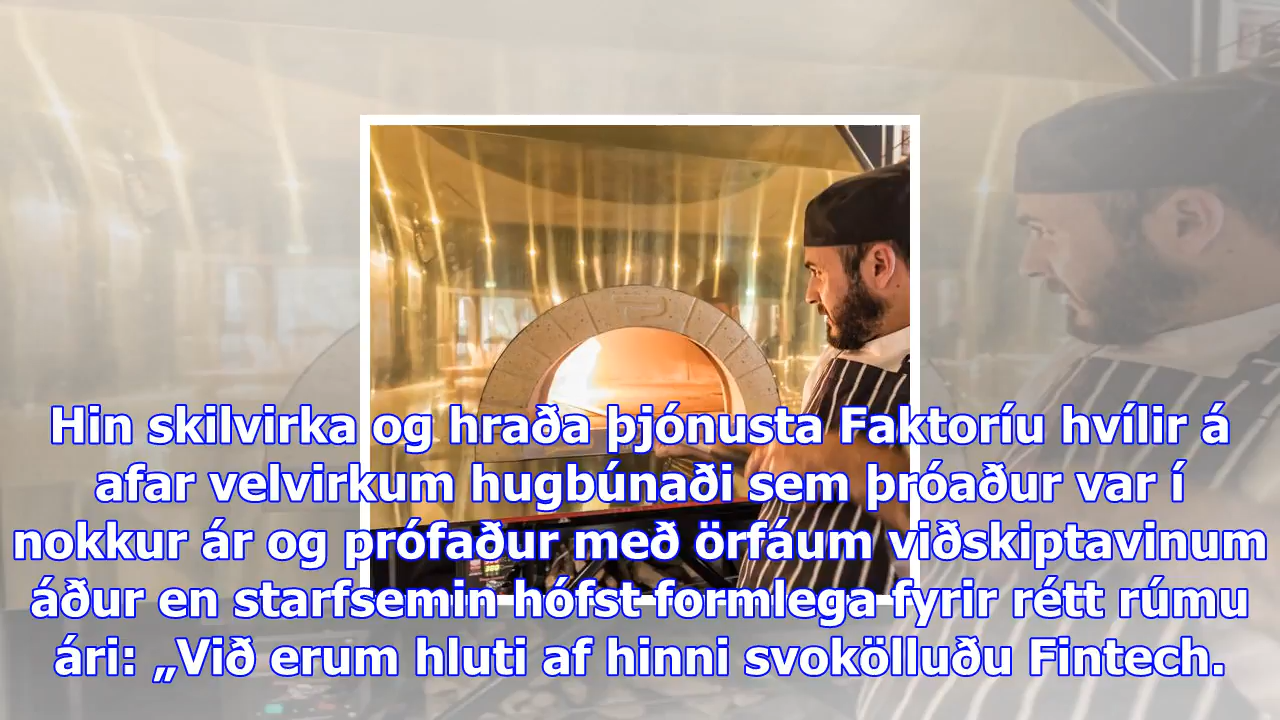 Hin skilvirka og hraða þjónusta Faktoríu hvílir á
afar velvirkum hugbúnaði sem þróaður var í
nokkur ár og prófaður með örfáum viðskiptavinum
áður en starfsemin hófst formlega fyrir rétt rúmu
ári: „Við erum hluti af hinni svokölluðu Fintech.